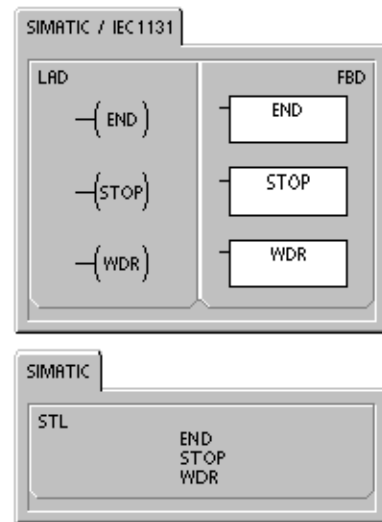 SIMATIC / IEC1131
LAD
FBD
END
END
STOP
STOP
WDR
WDR
SIMATIC
STL
END
STOP
WDR